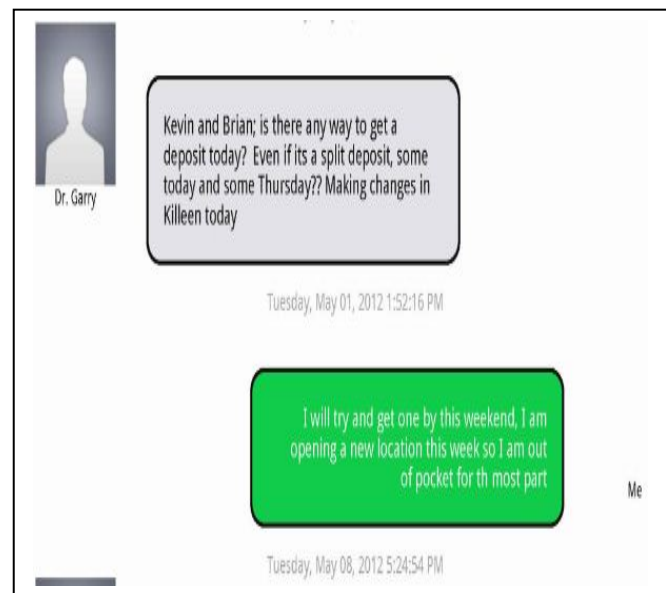 Kevin and Brian; is there any way to get a
deposit today? Even if its a split deposit, some
today and some Thursday?? Making changes in
Killeen today
Dr. Garry
Tuesday, May 01, 2012 1:52:16 PM
I will try and get one by this weekend, I am
opening a new location this week so I am out
of pocket for th most part
Me
Tuesday, May 08, 2012 5:24:54 PM